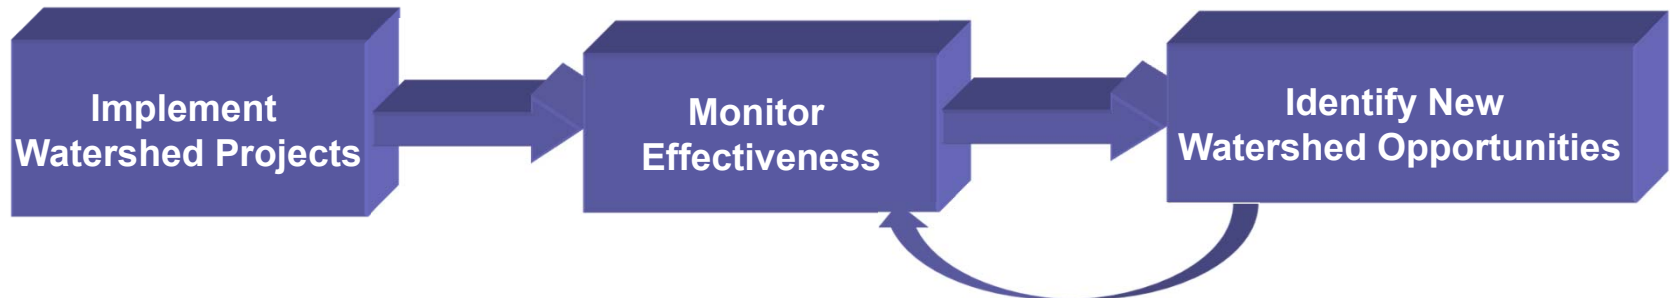 Implement
Watershed Projects
Monitor
Effectiveness
Identify New
Watershed Opportunities